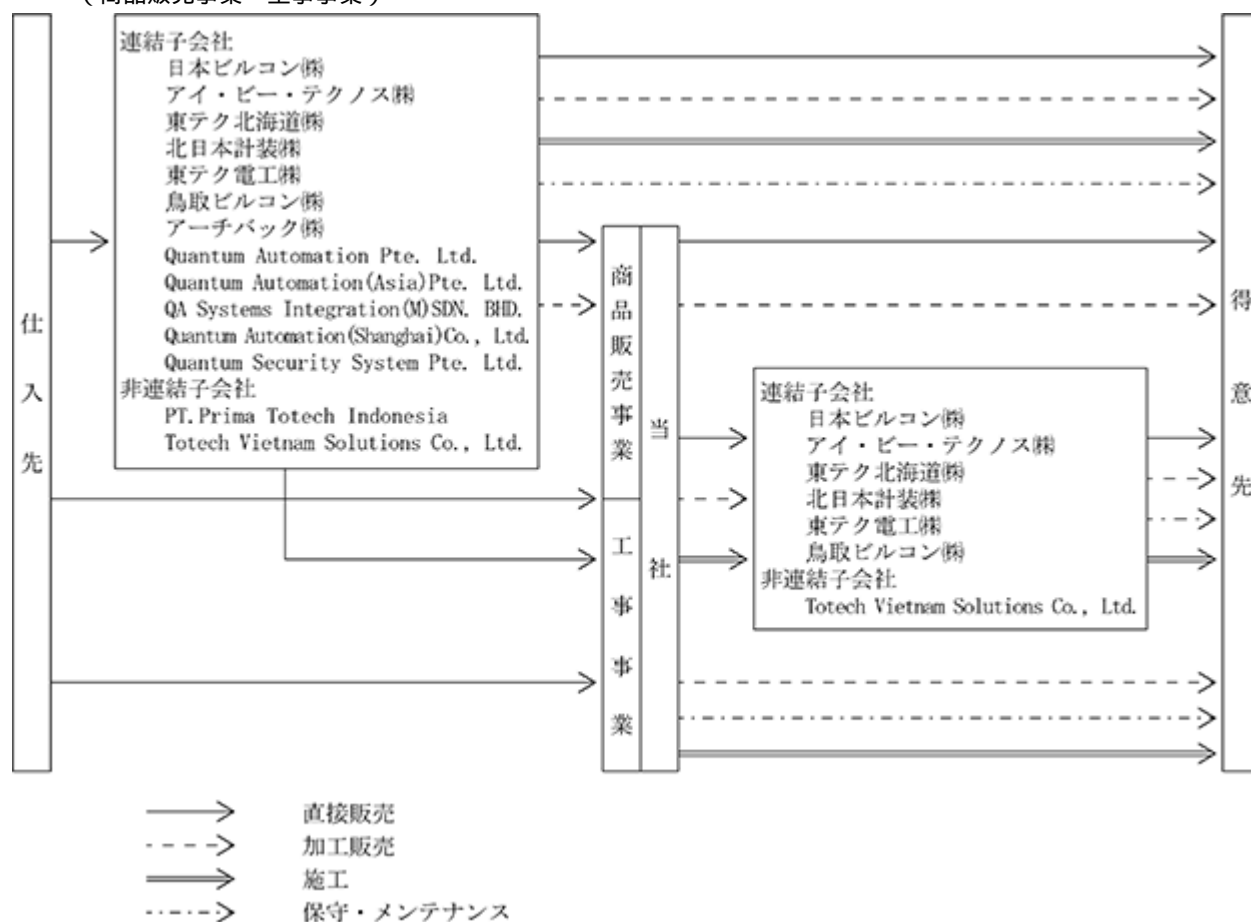 (商品販売事業・工事事業)
仕入先
連結子会社
日本ビルコン㈱
アイ・ビー・テクノス㈱
東テク北海道㈱
北日本計装㈱
東テク電工㈱
鳥取ビルコン㈱
アーチバック㈱
Quantum Automation Pte. Ltd.
Quantum Automation(Asia)Pte. Ltd.
QA Systems Integration(M)SDN. BHD.
Quantum Automation(Shanghai)Co., Ltd.
Quantum Security System Pte. Ltd.
非連結子会社
PT.Prima Totech Indonesia
Totech Vietnam Solutions Co., Ltd.
商品販売事業
工事事業
当社
連結子会社
日本ビルコン㈱
アイ・ビー・テクノス㈱
東テク北海道㈱
北日本計装㈱
東テク電工㈱
鳥取ビルコン㈱
非連結子会社
Totech Vietnam Solutions Co., Ltd.
得意先
直接販売
加工販売
施工
保守・メンテナンス